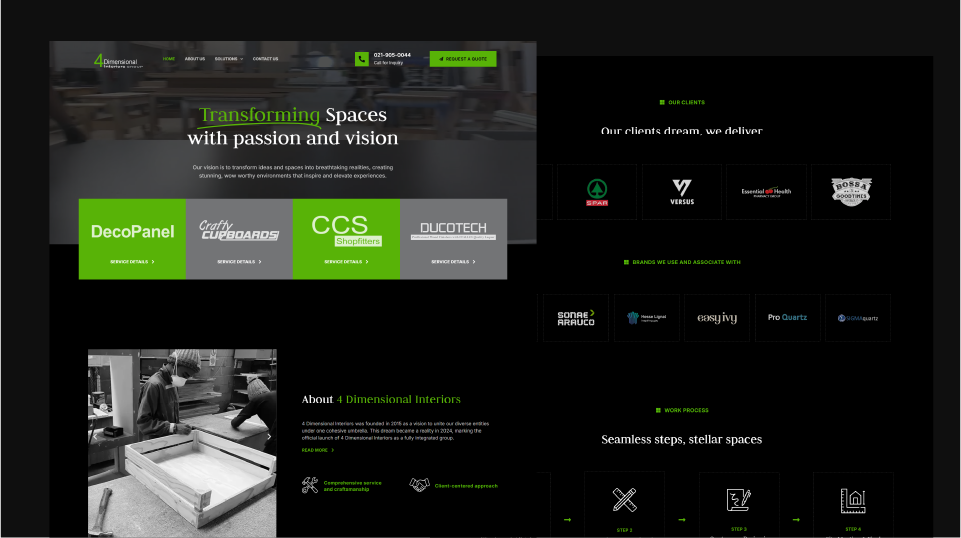 4 Dimensional
INTERIORS GROUP
HOME
ABOUT US
SOLUTIONS
CONTACT US
021-905-0044
Call for Inquiry
REQUEST A QUOTE
Transforming Spaces
with passion and vision
Our vision is to transform ideas and spaces into breathtaking realities, creating
stunning, wow worthy environments that inspire and elevate experiences.
DecoPanel
SERVICE DETAILS
Crafty
CUPBOARDS
SERVICE DETAILS
CCS
Shopfitters
SERVICE DETAILS
DUCOTECH
SERVICE DETAILS
About 4 Dimensional Interiors
4 Dimensional Interiors was founded in 2015 as a vision to unite our diverse entities
under one cohesive umbrella. This dream became a reality in 2024, marking the
official launch of 4 Dimensional Interiors as a fully integrated group.
READ MORE
Comprehensive service
and craftsmanship
Client-centered approach
OUR CLIENTS
Our clients dream, we deliver
SPAR
VERSUS
Essential Health
PHARMACY GROUP
BOSSA
GOODTIMES
BRANDS WE USE AND ASSOCIATE WITH
SONAE
ARAUCO
Hesse Lignal
easy ivy
Pro Quartz
SIGMAquartz
WORK PROCESS
Seamless steps, stellar spaces
STEP 2
STEP 3
STEP 4